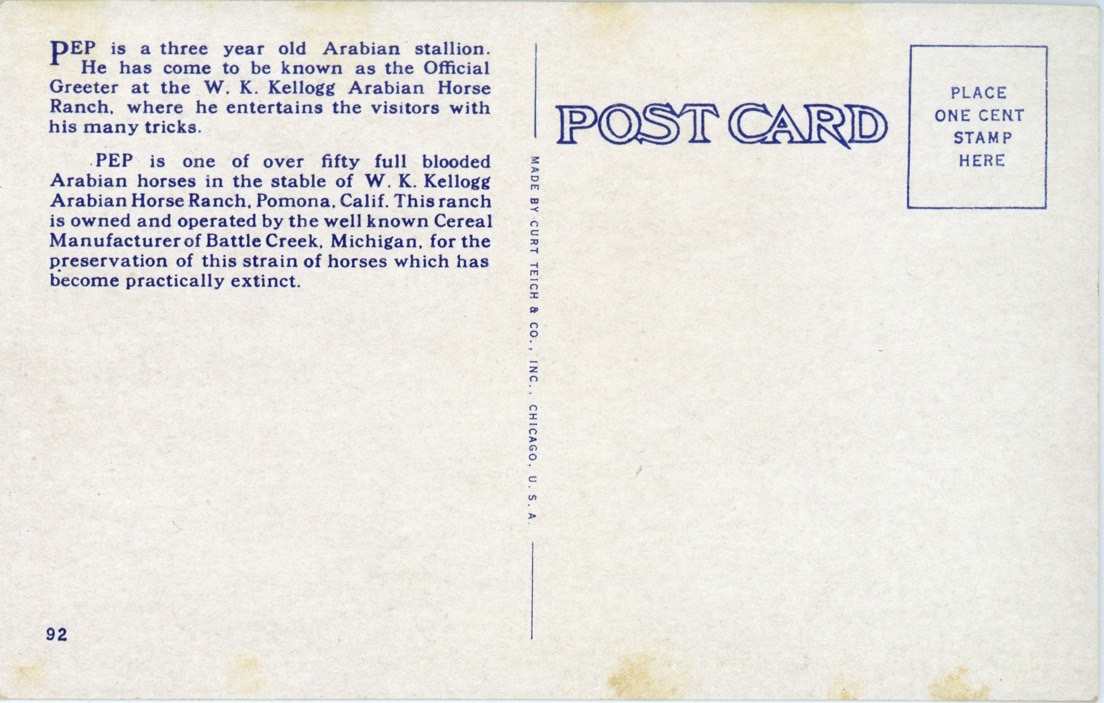 PEP is a three year old Arabian stallion.
He has come to be known as the Official
Greeter at the W. K. Kellogg Arabian Horse
Ranch, where he entertains the visitors with
his many tricks.
PEP is one of over fifty full blooded
Arabian horses in the stable of W. K. Kellogg
Arabian Horse Ranch, Pomona, Calif. This ranch
is owned and operated by the well known Cereal
Manufacturer of Battle Creek, Michigan, for the
preservation of this strain of horses which has
become practically extinct.
92
MADE BY CURT TEICH & CO., INC., CHICAGO, U. S. A.
POST CARD
PLACE
ONE CENT
STAMP
HERE